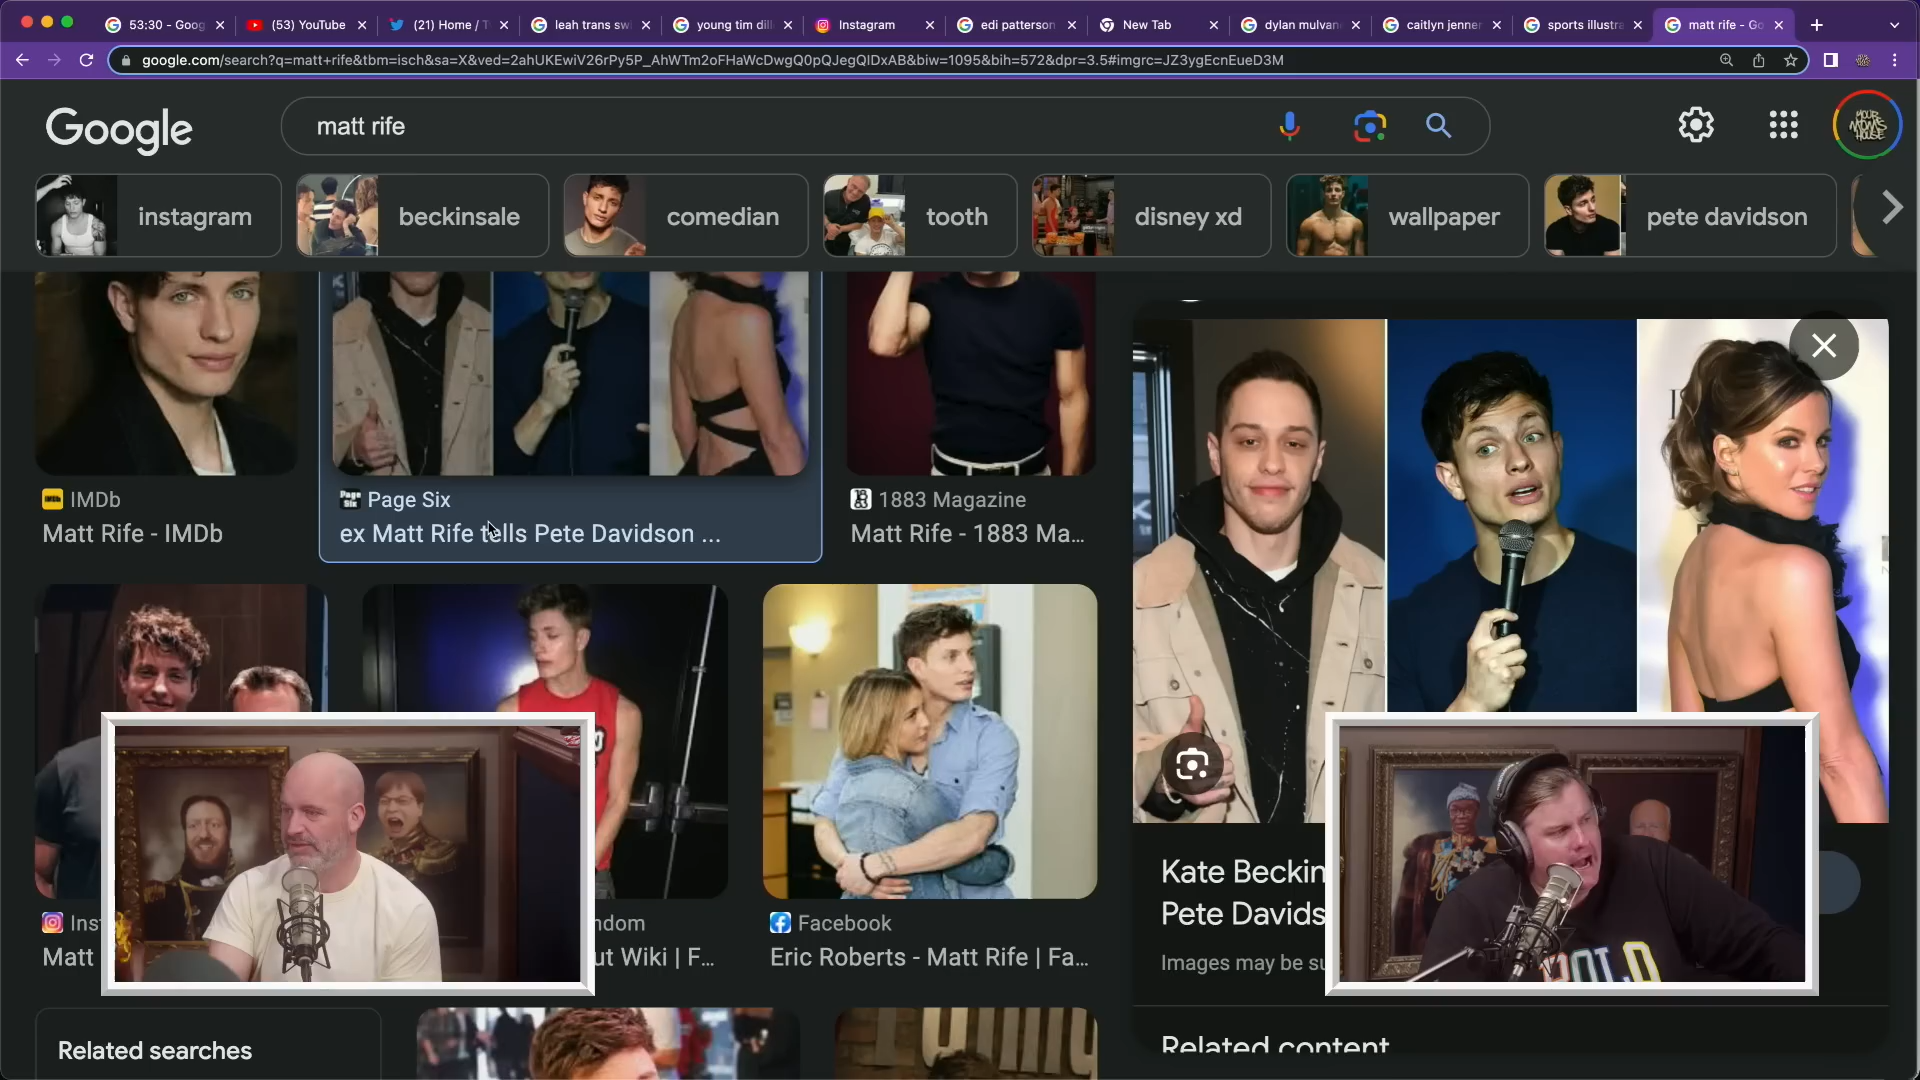 53:30 - Goog
(53) YouTube
(21) Home / T
leah trans sw
young tim dill
Instagram
edi patterson
New Tab
dylan mulvan
caitlyn jenner
sports illustra
matt rife - Go
google.com/search?q=matt+rife&tbm=isch&sa=X&ved=2ahUKEwiV26rPy5P_AhWTm2oFHaWcDwgQ0pQJegQIDxAB&biw=1095&bih=572&dpr=3.5#imgrc=JZ3ygEcnEueD3M
Google
matt rife
YOUR MOM'S HOUSE
instagram
beckinsale
comedian
tooth
disney xd
wallpaper
pete davidson
IMDb
Matt Rife - IMDb
Page Six
ex Matt Rife tells Pete Davidson ...
1883 Magazine
Matt Rife - 1883 Ma...
Ins
Matt
ndom
ut Wiki | F...
Facebook
Eric Roberts - Matt Rife | Fa...
Kate Beckin
Pete Davids
Images may be su
POLO
Related searches
Related content